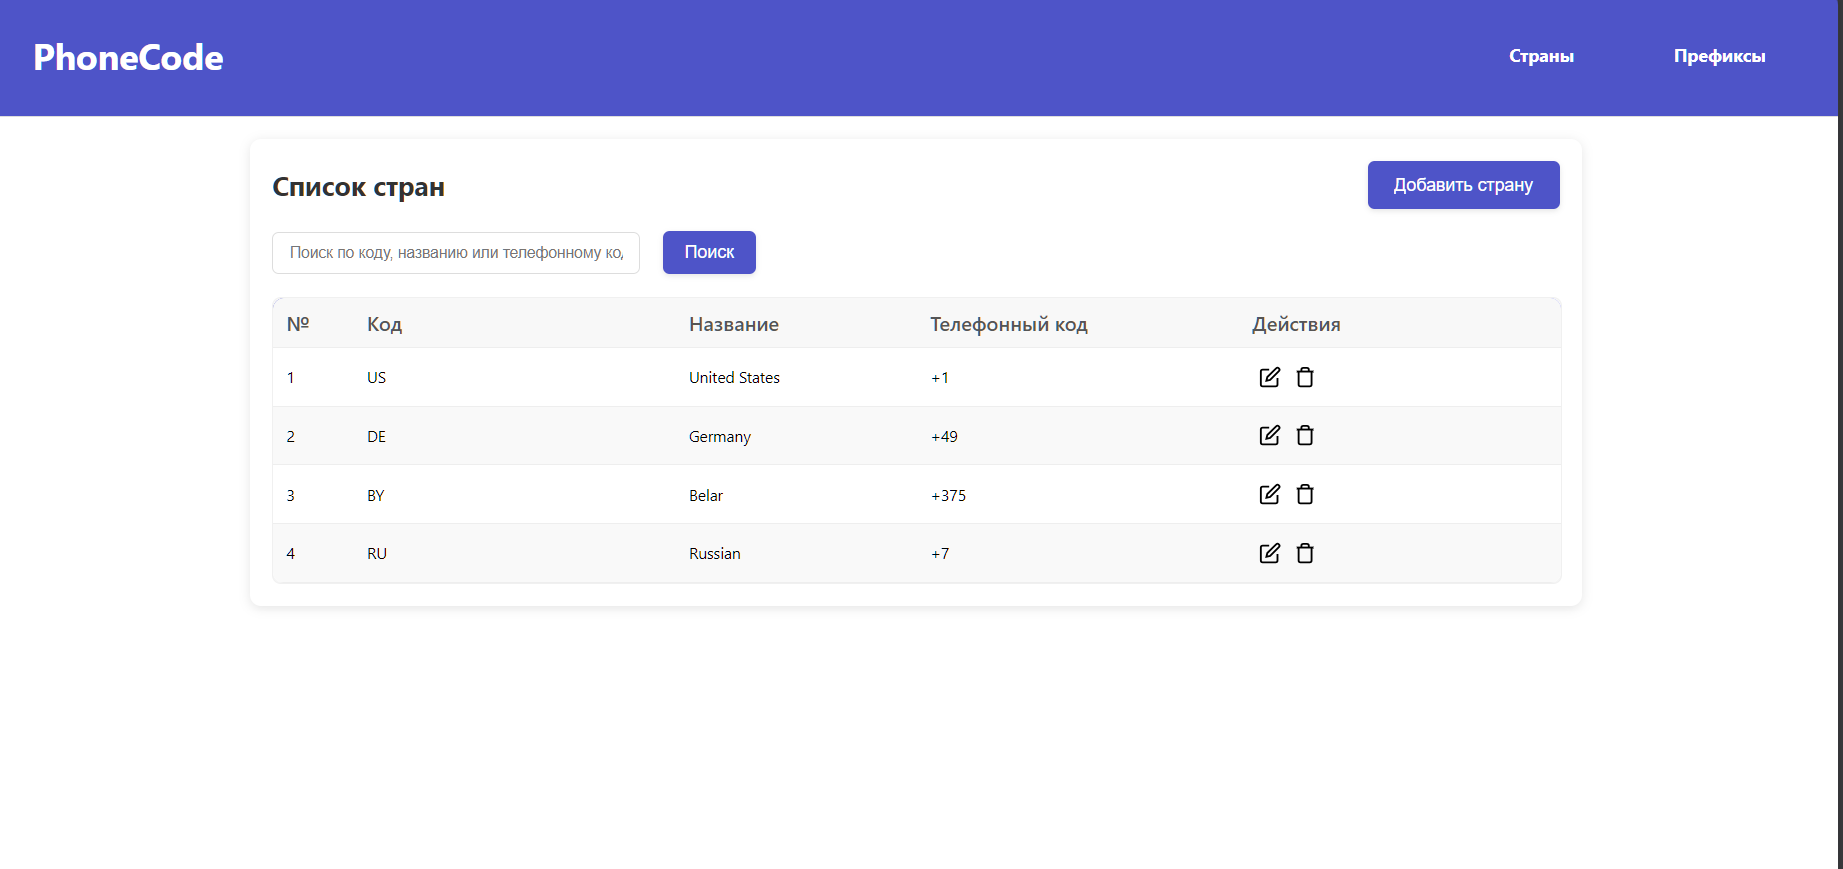 PhoneCode
Страны Префиксы
Список стран
Добавить страну
Поиск по коду, названию или телефонному ко
Поиск
№ Код Название Телефонный код Действия
1 US United States +1
2 DE Germany +49
3 BY Belar +375
4 RU Russian +7